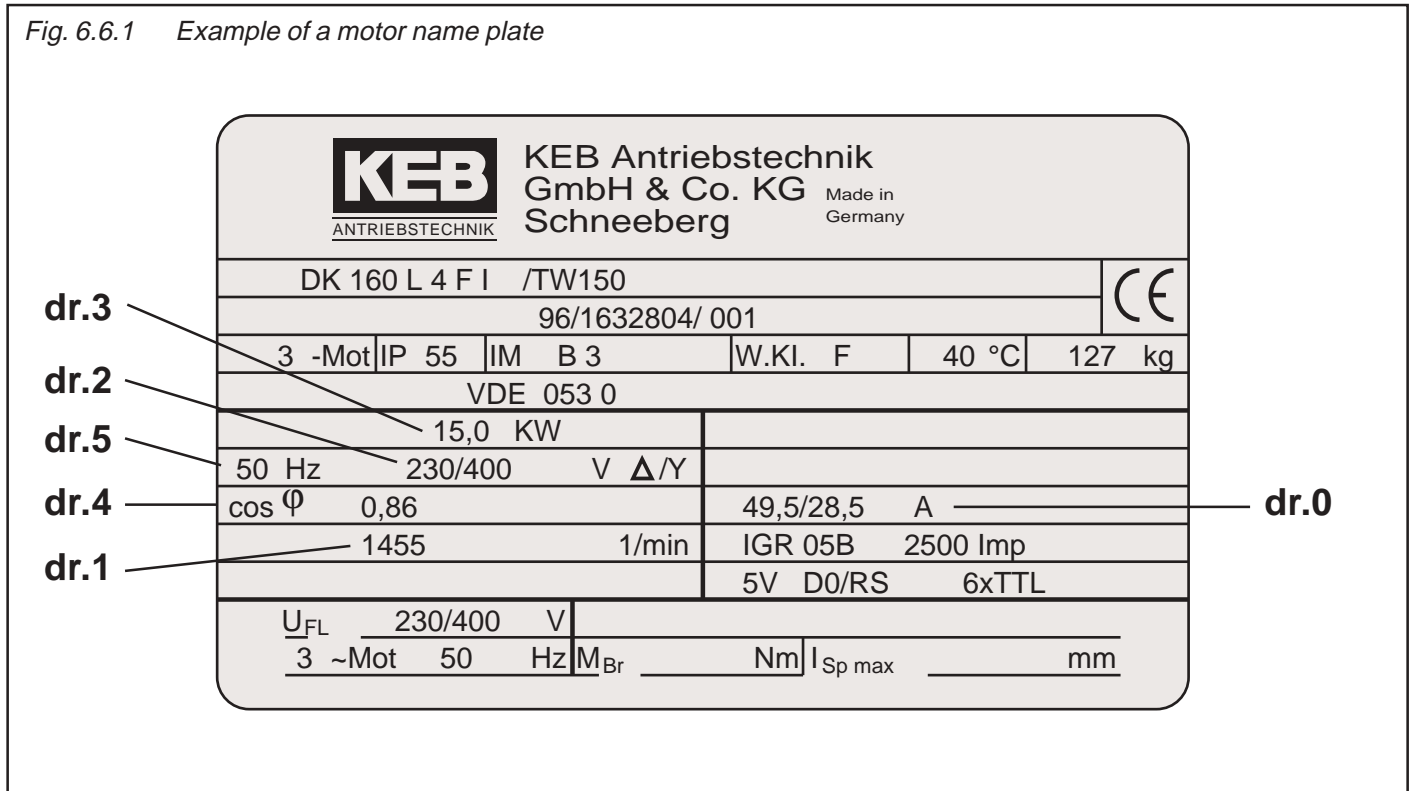 Fig. 6.6.1 Example of a motor name plate
KEB
ANTRIEBSTECHNIK
KEB Antriebstechnik
GmbH & Co. KG
Schneeberg
Made in
Germany
DK 160 L 4 F I /TW150
CE
96/1632804/ 001
3 -Mot IP 55 IM B 3 W.KI. F 40 °C 127 kg
VDE 053 0
dr.3
15,0 KW
dr.2
dr.5
50 Hz 230/400 V Δ/Y
dr.4
cos φ 0,86 49,5/28,5 A
dr.0
dr.1
1455 1/min IGR 05B 2500 Imp
5V D0/RS 6xTTL
UFL 230/400 V
3 ~Mot 50 Hz MBr Nm I Sp max mm